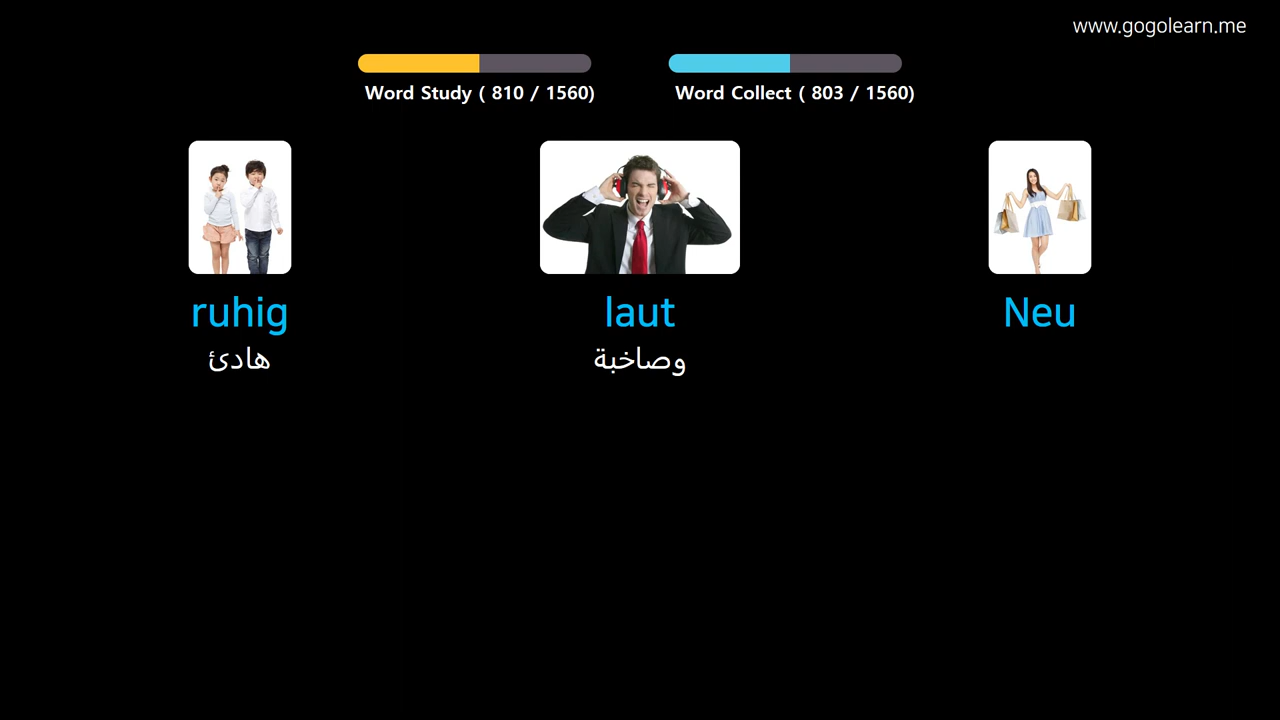 www.gogolearn.me
Word Study ( 810 / 1560)
Word Collect ( 803 / 1560)
ruhig
laut
Neu
هادئ
وصاخبة